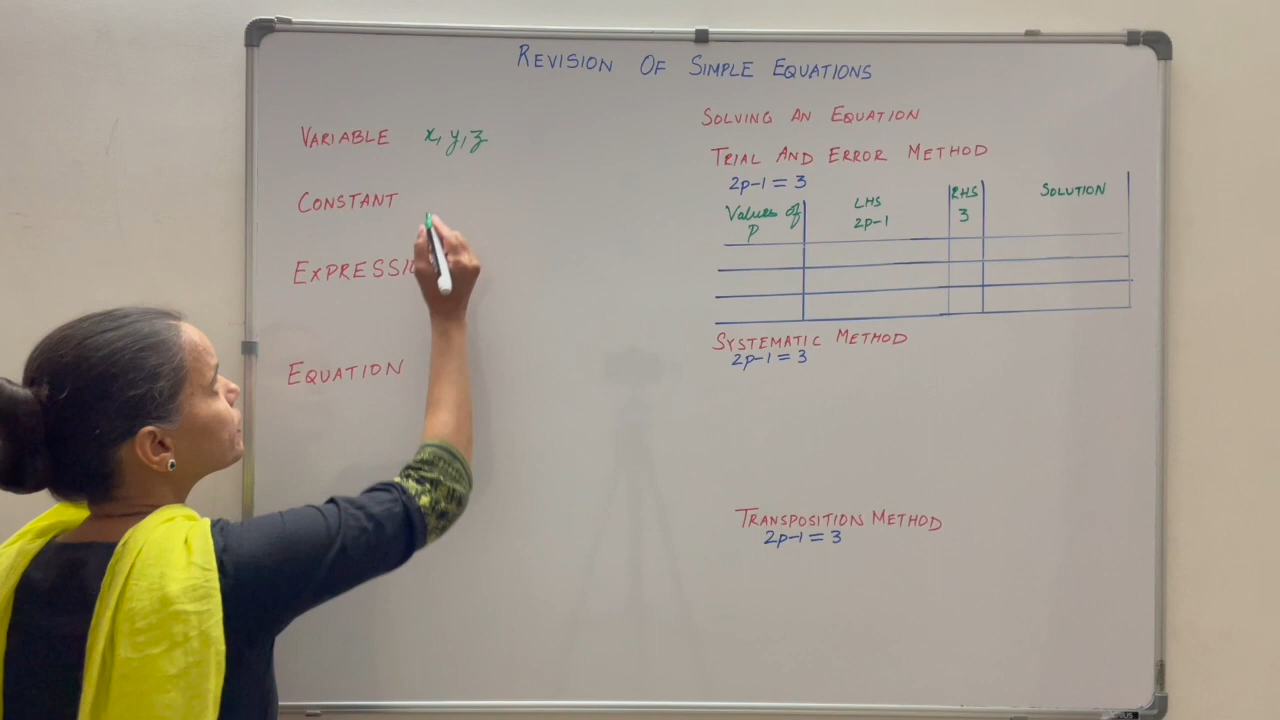 REVISION OF SIMPLE EQUATIONS
VARIABLE x, y, z
CONSTANT
EXPRESSIO
EQUATION
SOLVING AN EQUATION
TRIAL AND ERROR METHOD
2p-1 = 3
Values of p
LHS 2p-1
RHS 3
SOLUTION
SYSTEMATIC METHOD
2p-1 = 3
TRANSPOSITION METHOD
2p-1 = 3